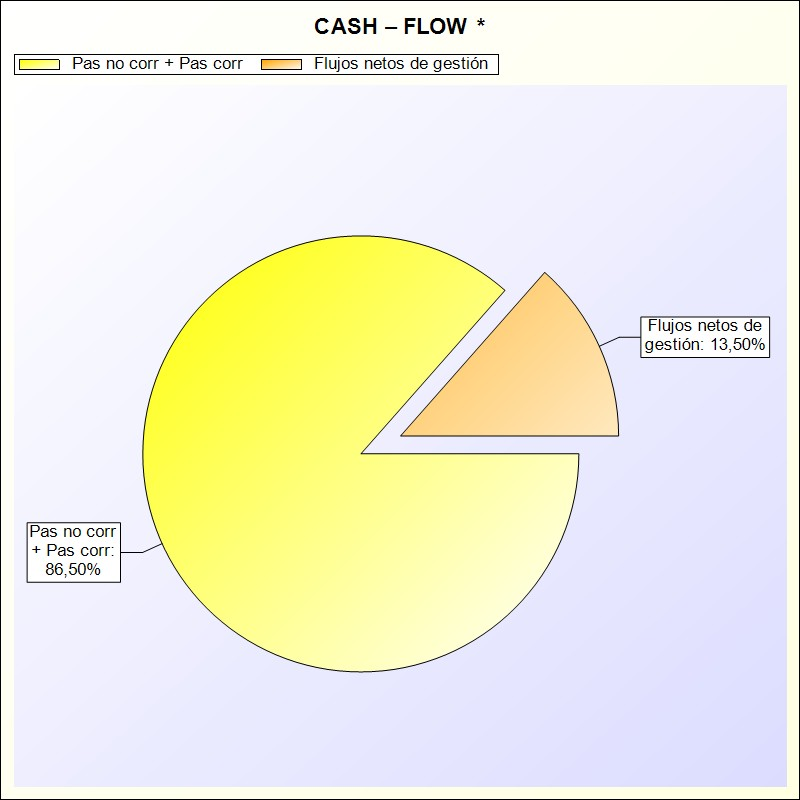 CASH – FLOW *
Pas no corr + Pas corr
Flujos netos de gestión
Flujos netos de
gestión: 13,50%
Pas no corr
+ Pas corr:
86,50%